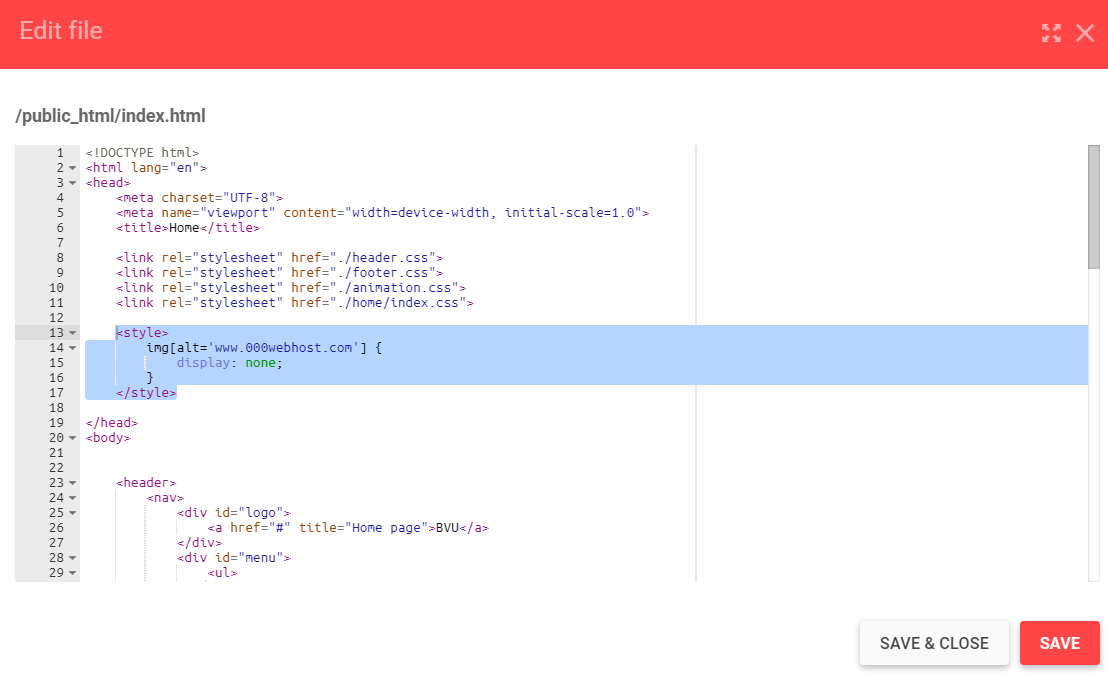 Edit file
/public_html/index.html
1 <!DOCTYPE html>
2 <html lang="en">
3 <head>
4 <meta charset="UTF-8">
5 <meta name="viewport" content="width=device-width, initial-scale=1.0">
6 <title>Home</title>
7
8 <link rel="stylesheet" href="./header.css">
9 <link rel="stylesheet" href="./footer.css">
10 <link rel="stylesheet" href="./animation.css">
11 <link rel="stylesheet" href="./home/index.css">
12
13 <style>
14 img[alt='www.000webhost.com'] {
15 display: none;
16 }
17 </style>
18
19 </head>
20 <body>
21
22
23 <header>
24 <nav>
25 <div id="logo">
26 <a href="#" title="Home page">BVU</a>
27 </div>
28 <div id="menu">
29 <ul>
SAVE & CLOSE
SAVE